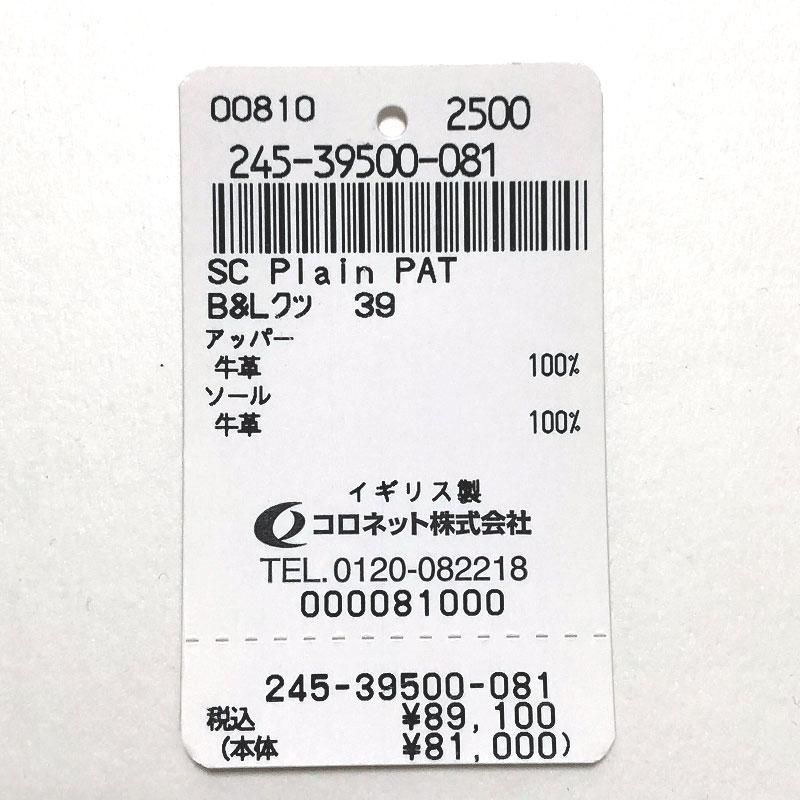 00810 2500
245-39500-081
SC Plain PAT
B&Lクツ 39
アッパー
牛革 100%
ソール
牛革 100%
イギリス製
コロネット株式会社
TEL.0120-082218
000081000
245-39500-081
税込 ¥89,100
(本体 ¥81,000)